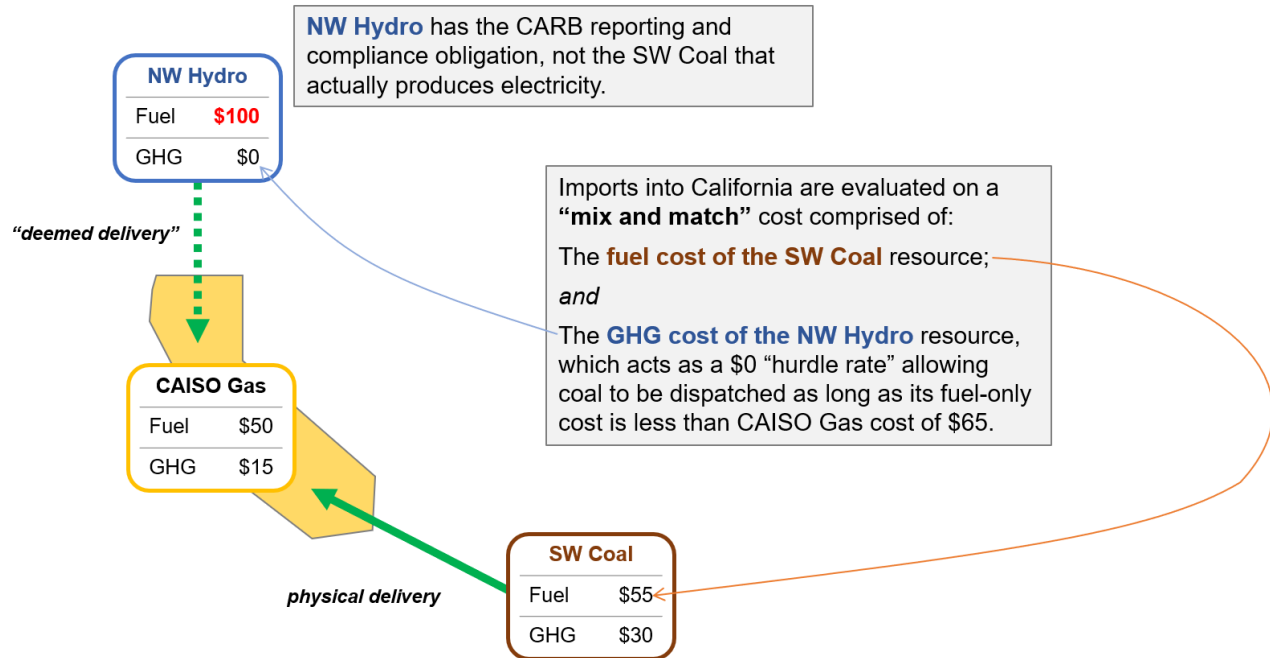 NW Hydro has the CARB reporting and
compliance obligation, not the SW Coal that
actually produces electricity.
NW Hydro
Fuel $100
GHG $0
“deemed delivery”
Imports into California are evaluated on a
“mix and match” cost comprised of:
The fuel cost of the SW Coal resource;
and
The GHG cost of the NW Hydro resource,
which acts as a $0 “hurdle rate” allowing
coal to be dispatched as long as its fuel-only
cost is less than CAISO Gas cost of $65.
CAISO Gas
Fuel $50
GHG $15
physical delivery
SW Coal
Fuel $55
GHG $30